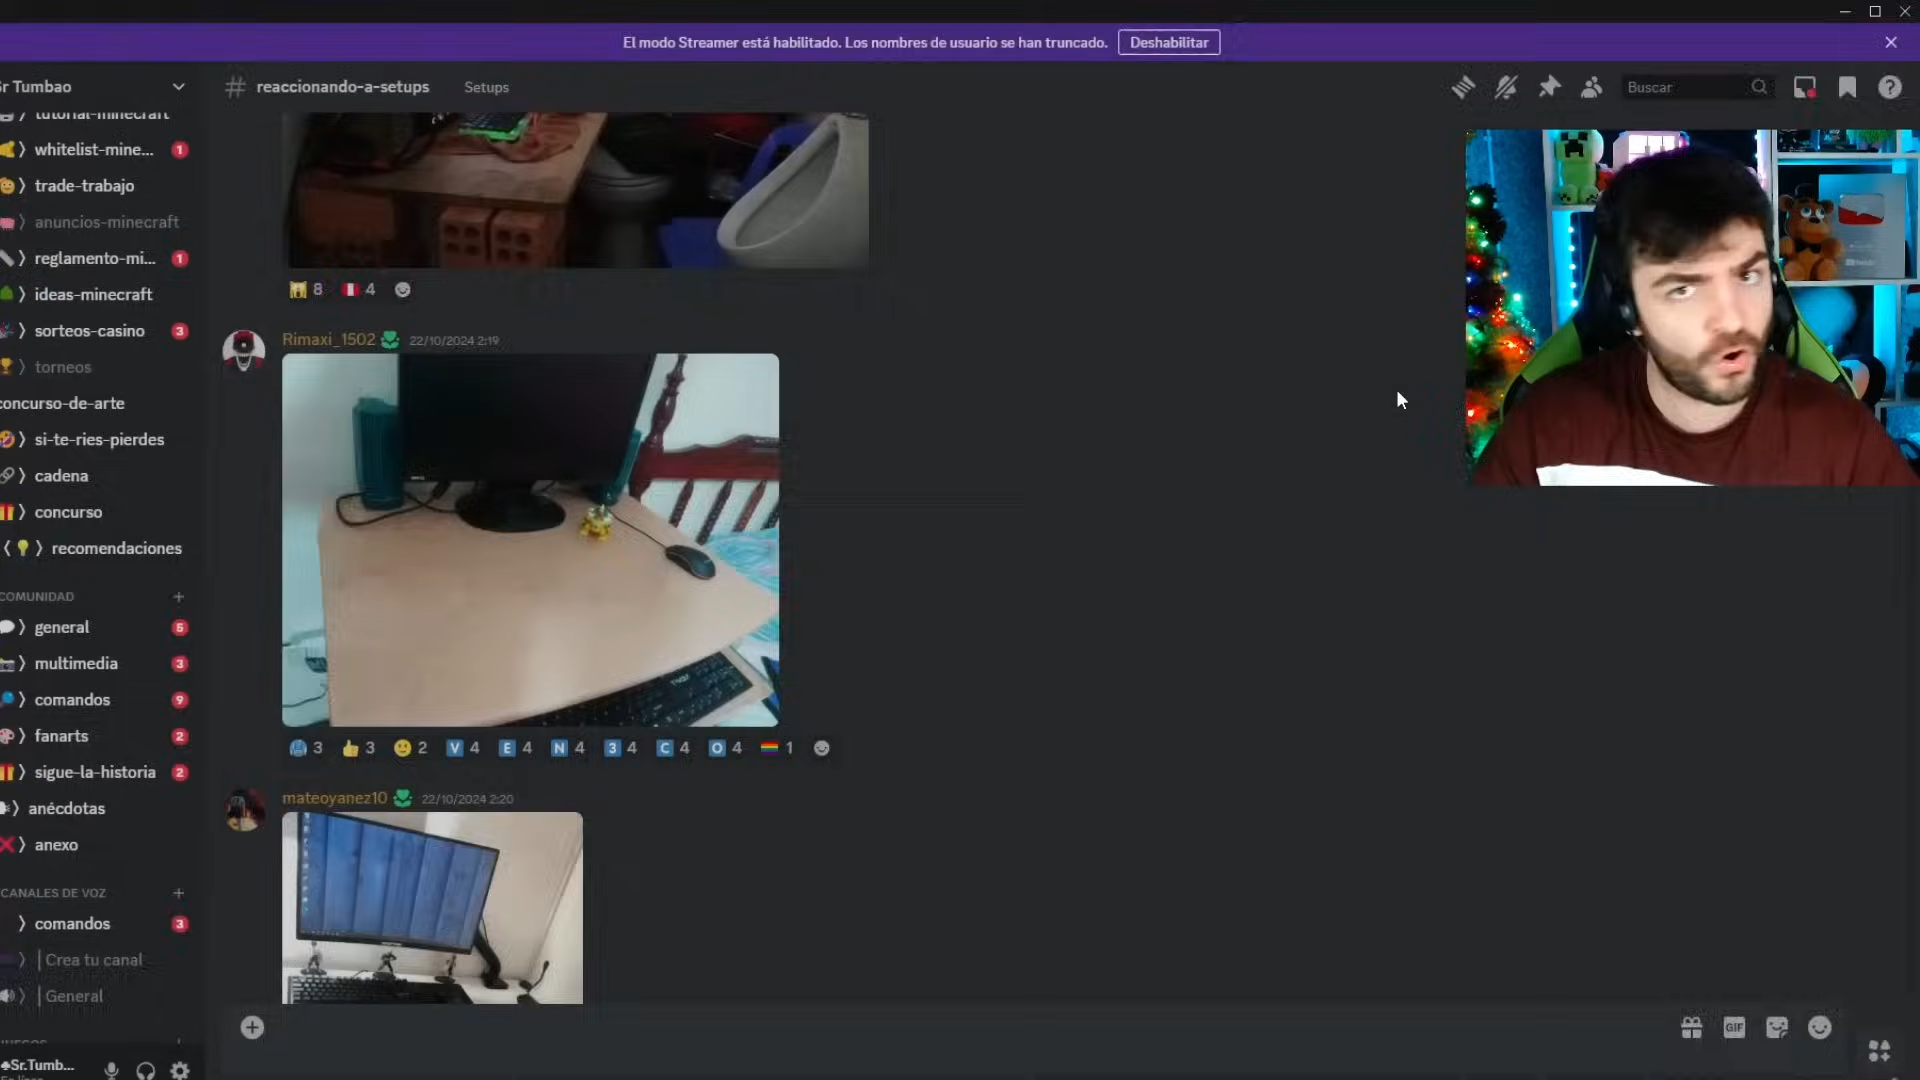 El modo Streamer está habilitado. Los nombres de usuario se han truncado.
Deshabilitar
Sr Tumbao
reaccionando-a-setups
Setups
Buscar
tutorial-minecraft
whitelist-mine...
1
trade-trabajo
anuncios-minecraft
reglamento-mi...
1
ideas-minecraft
sorteos-casino
3
torneos
concurso-de-arte
si-te-ries-pierdes
cadena
concurso
recomendaciones
COMUNIDAD
general
5
multimedia
3
comandos
9
fanarts
2
sigue-la-historia
2
anécdotas
anexo
CANALES DE VOZ
comandos
3
Crea tu canal
General
♣Sr.Tumb...
8
4
Rimaxi_1502
22/10/2024 2:19
3
3
2
V 4
E 4
N 4
3 4
C 4
O 4
1
mateoyanez10
22/10/2024 2:20
GIF